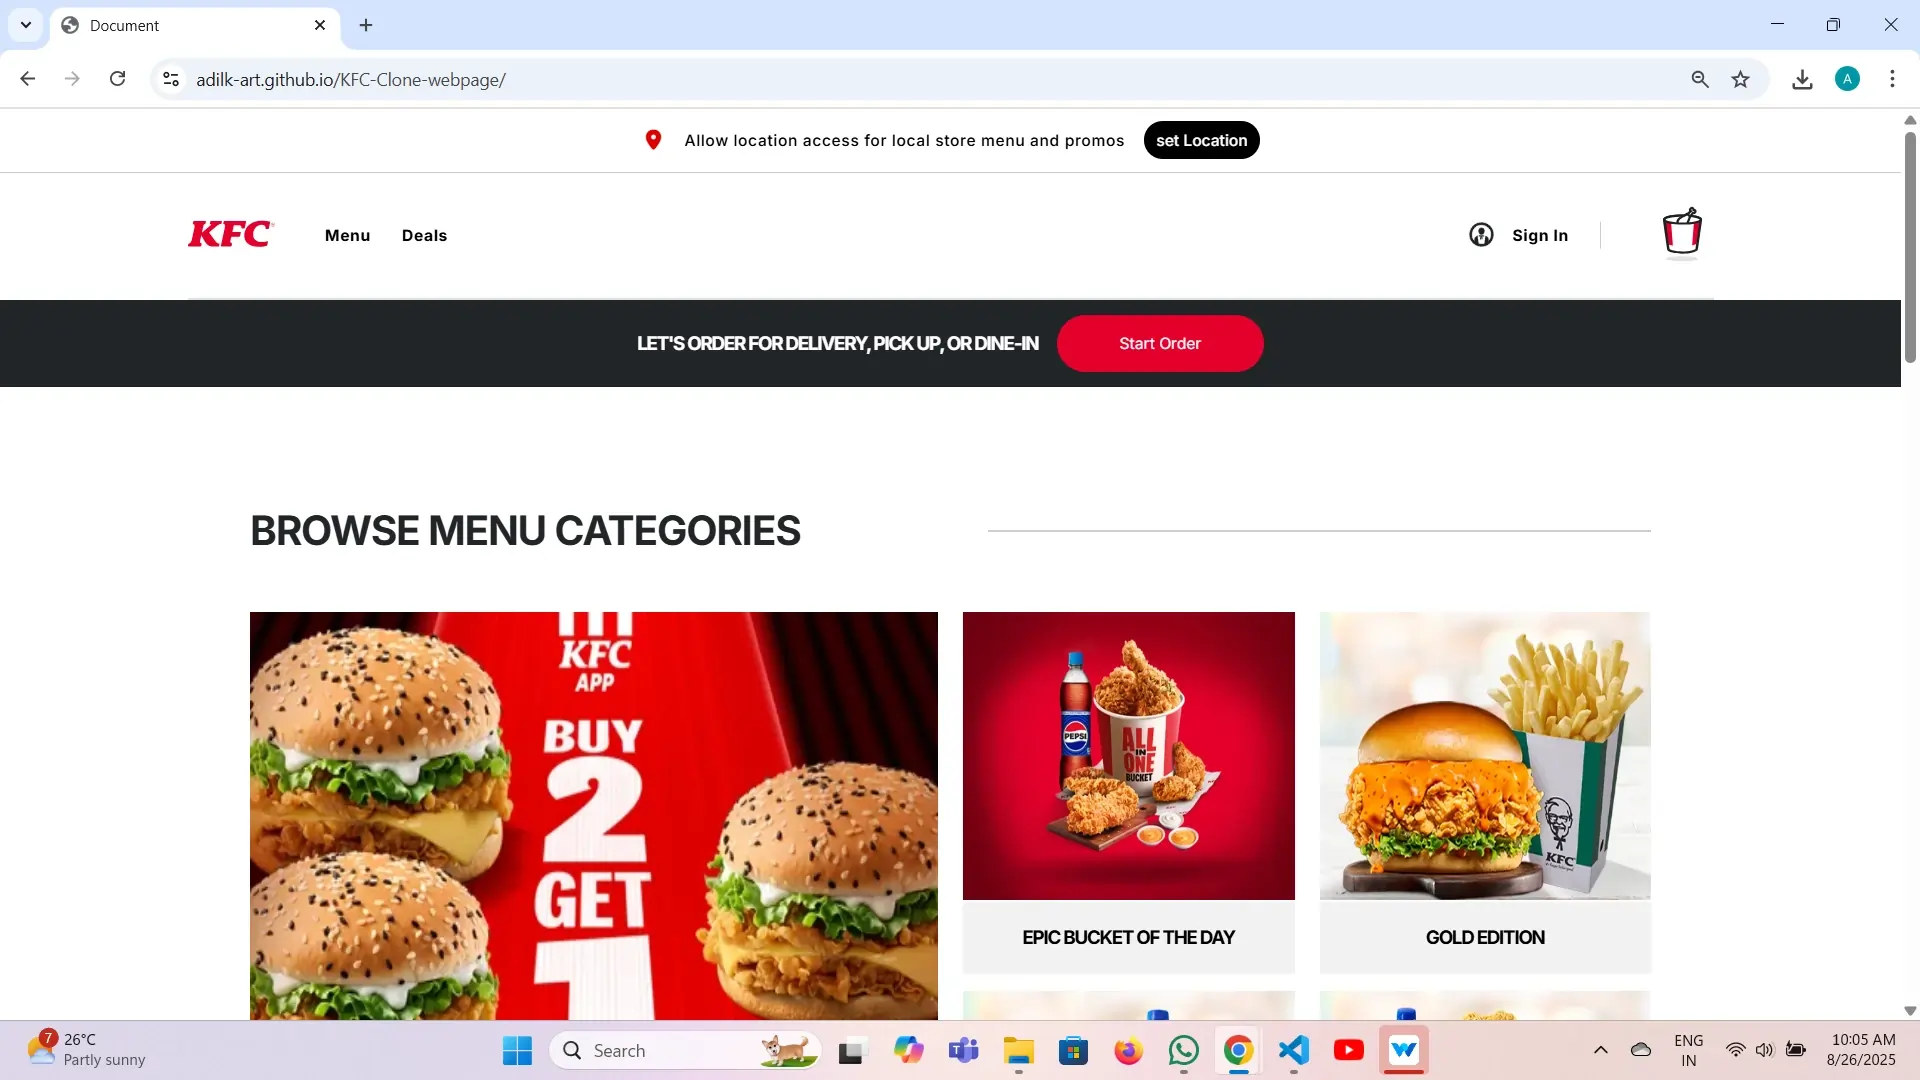 Document
adilk-art.github.io/KFC-Clone-webpage/
A
Allow location access for local store menu and promos
set Location
KFC
Menu
Deals
Sign In
LET'S ORDER FOR DELIVERY, PICK UP, OR DINE-IN
Start Order
BROWSE MENU CATEGORIES
KFC
APP
BUY
2
GET
1
PEPSI
ALL
IN
ONE
BUCKET
KFC
EPIC BUCKET OF THE DAY
GOLD EDITION
7
26°C
Partly sunny
Search
ENG
IN
10:05 AM
8/26/2025